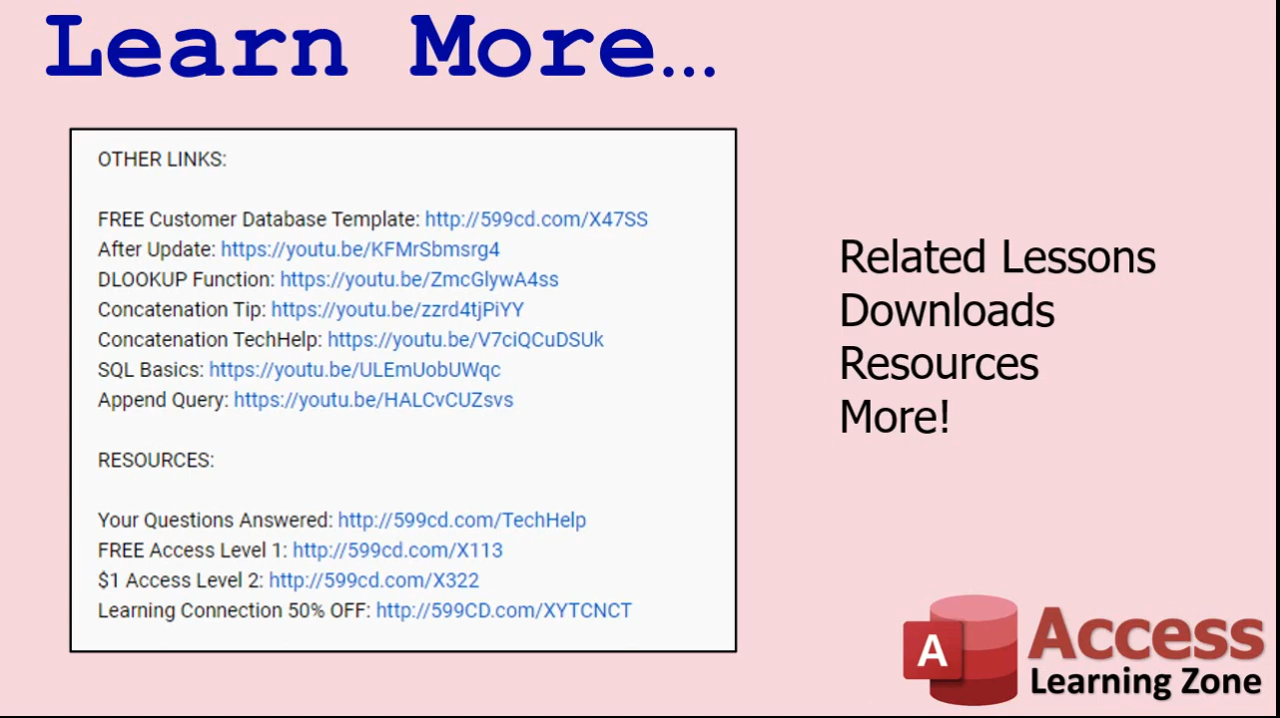 Learn More...
OTHER LINKS:
FREE Customer Database Template: http://599cd.com/X47SS
After Update: https://youtu.be/KFMrSbmsrg4
DLOOKUP Function: https://youtu.be/ZmcGlywA4ss
Concatenation Tip: https://youtu.be/zzrd4tjPiYY
Concatenation TechHelp: https://youtu.be/V7ciQCuDSUk
SQL Basics: https://youtu.be/ULEmUobUWqc
Append Query: https://youtu.be/HALCvCUZsvs
RESOURCES:
Your Questions Answered: http://599cd.com/TechHelp
FREE Access Level 1: http://599cd.com/X113
$1 Access Level 2: http://599cd.com/X322
Learning Connection 50% OFF: http://599CD.com/XYTCNCT
Related Lessons
Downloads
Resources
More!
A
Access
Learning Zone